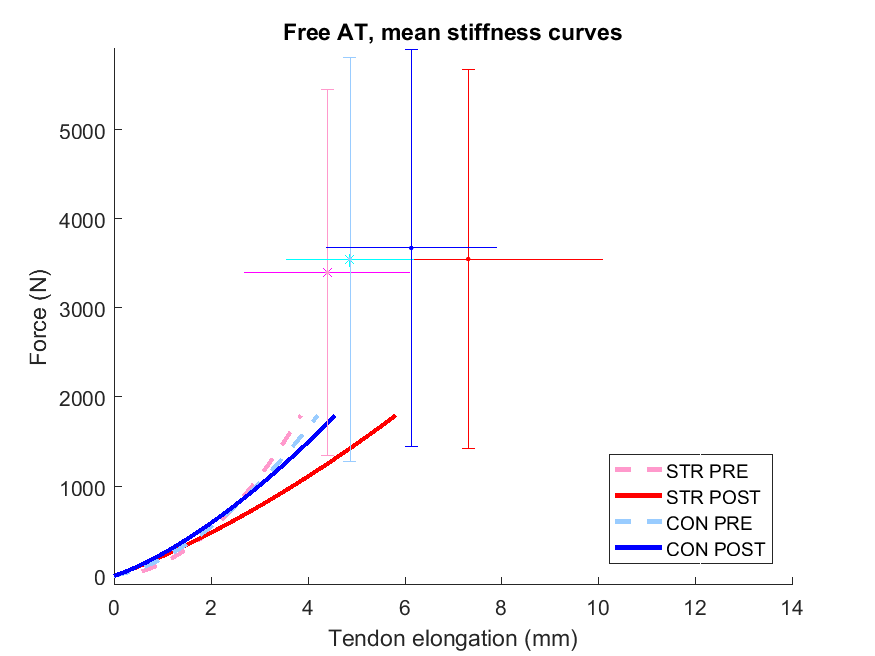 Free AT, mean stiffness curves
Force (N)
5000
4000
3000
2000
1000
0
0 2 4 6 8 10 12 14
Tendon elongation (mm)
STR PRE
STR POST
CON PRE
CON POST